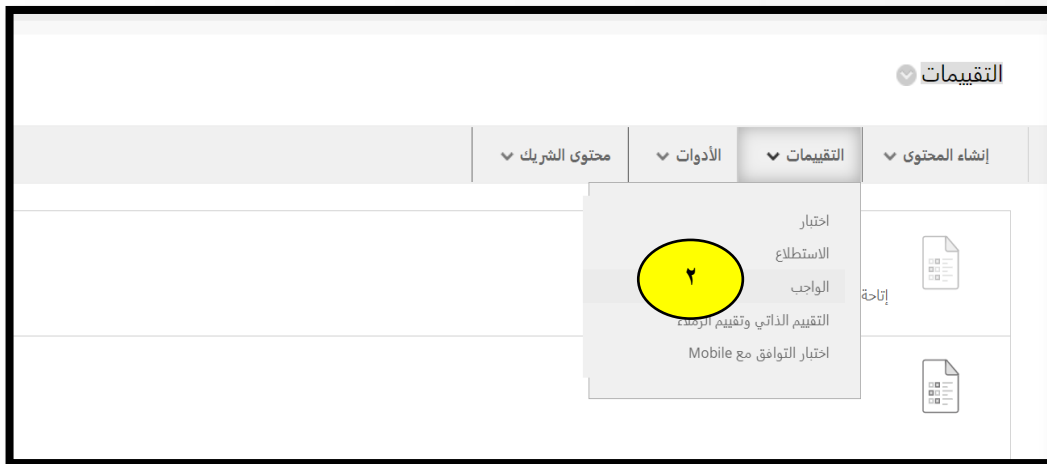 التقييمات
إنشاء المحتوى التقييمات الأدوات محتوى الشريك
اختبار
الاستطلاع
٢
الواجب
إتاحة
التقييم الذاتي وتقييم الزملاء
اختبار التوافق مع Mobile